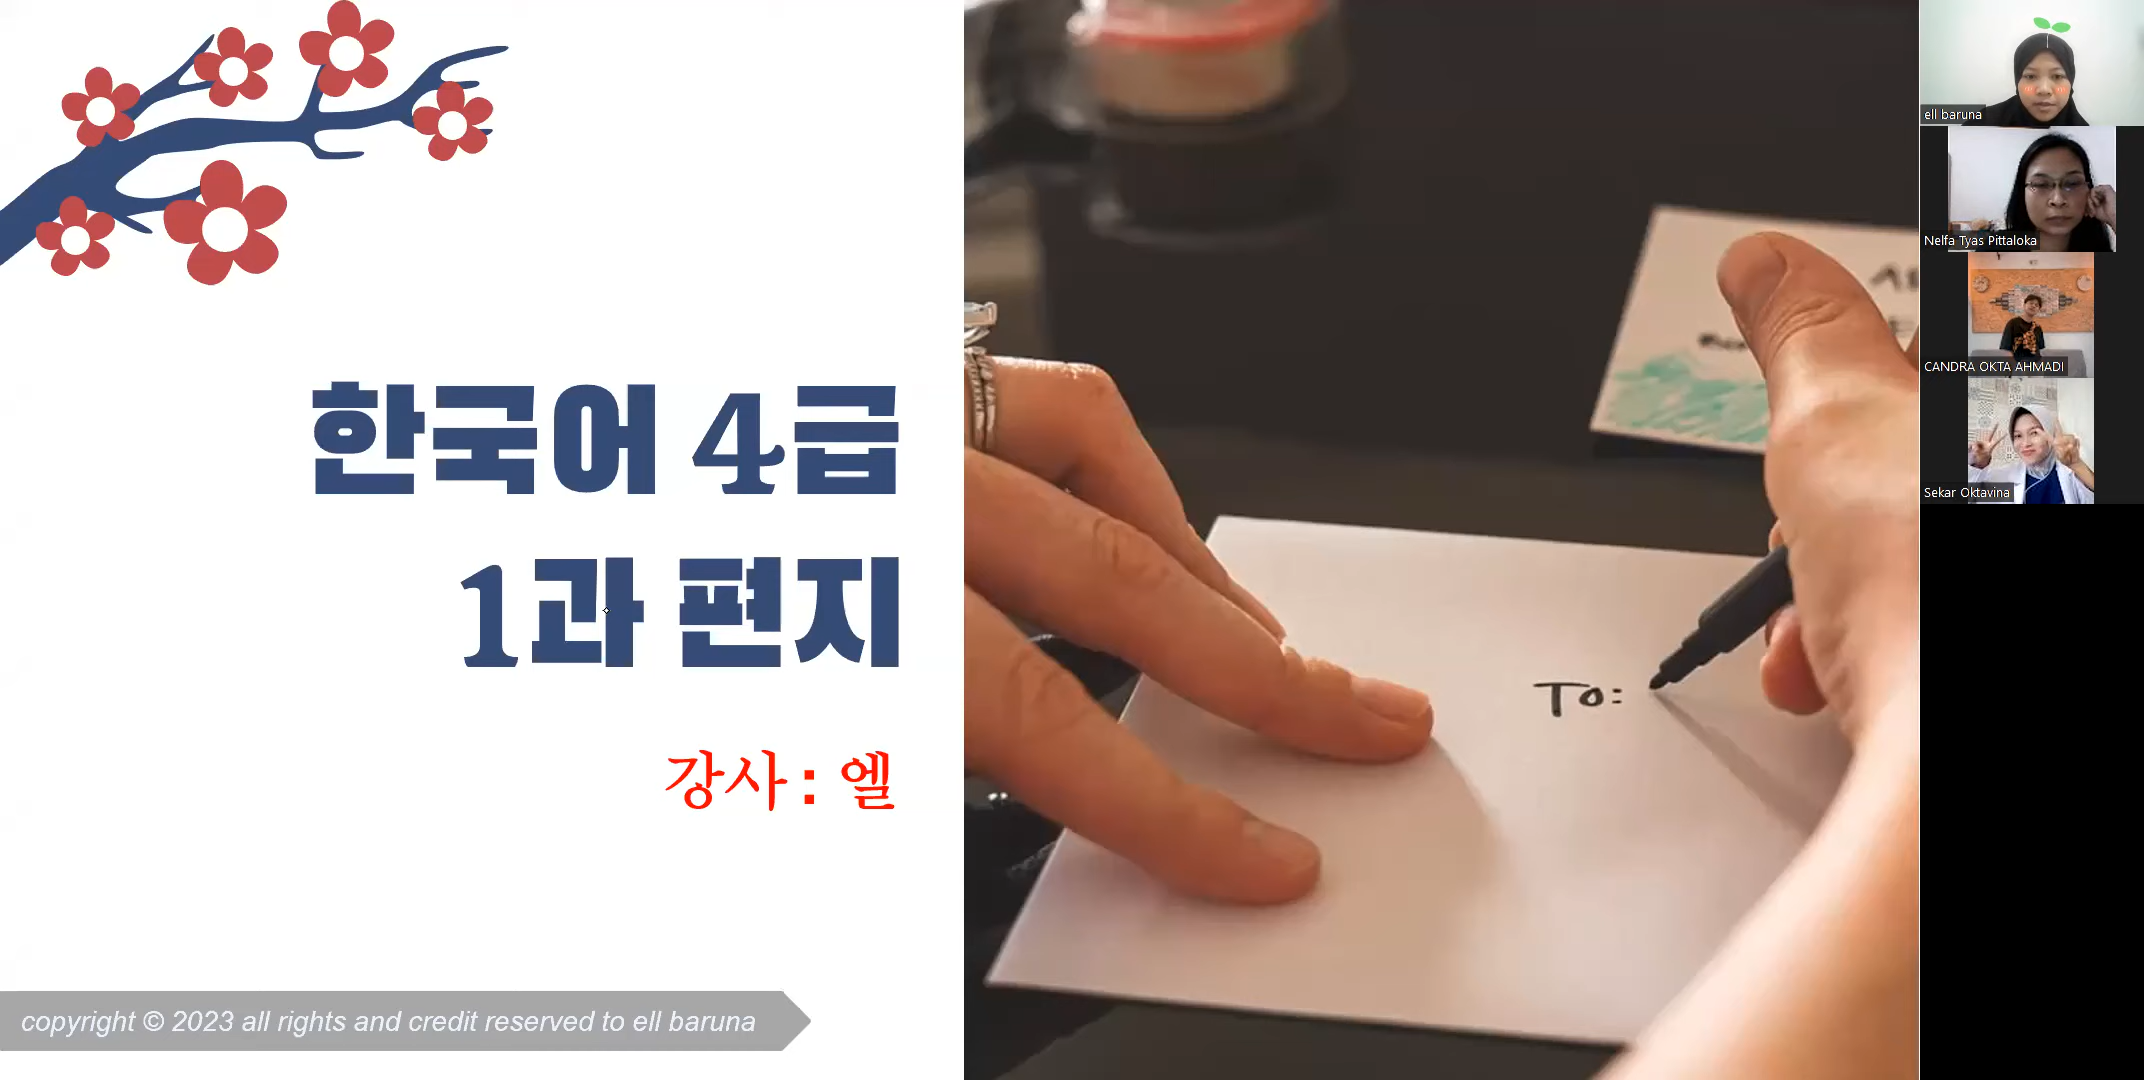 한국어 4급
1과 편지
강사 : 엘
copyright © 2023 all rights and credit reserved to ell baruna
To:
ell baruna
Nelfa Tyas Pittaloka
CANDRA OKTA AHMADI
Sekar Oktavina